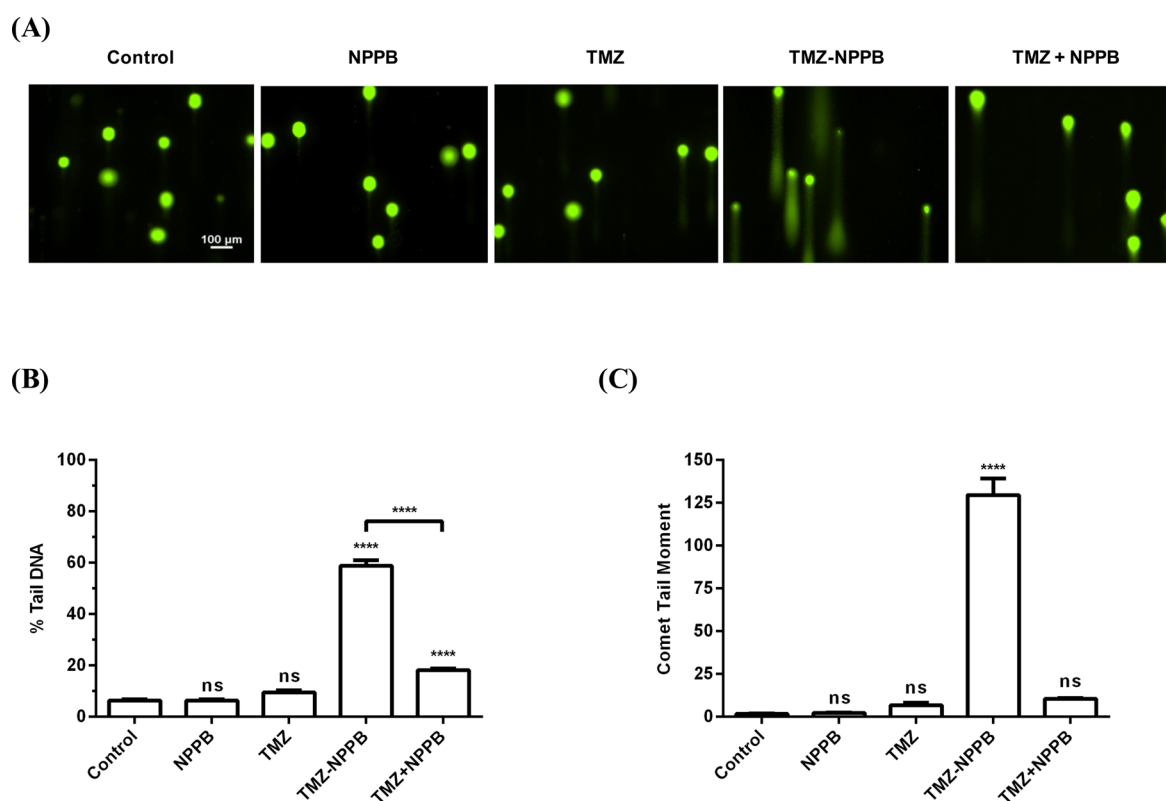 (A)
Control NPPB TMZ TMZ-NPPB TMZ + NPPB
100 µm
(B)
% Tail DNA
100
80
60
40
20
0
****
****
****
ns
ns
Control NPPB TMZ TMZ-NPPB TMZ+NPPB
(C)
Comet Tail Moment
150
125
100
75
50
25
0
****
ns
ns
ns
Control NPPB TMZ TMZ-NPPB TMZ+NPPB